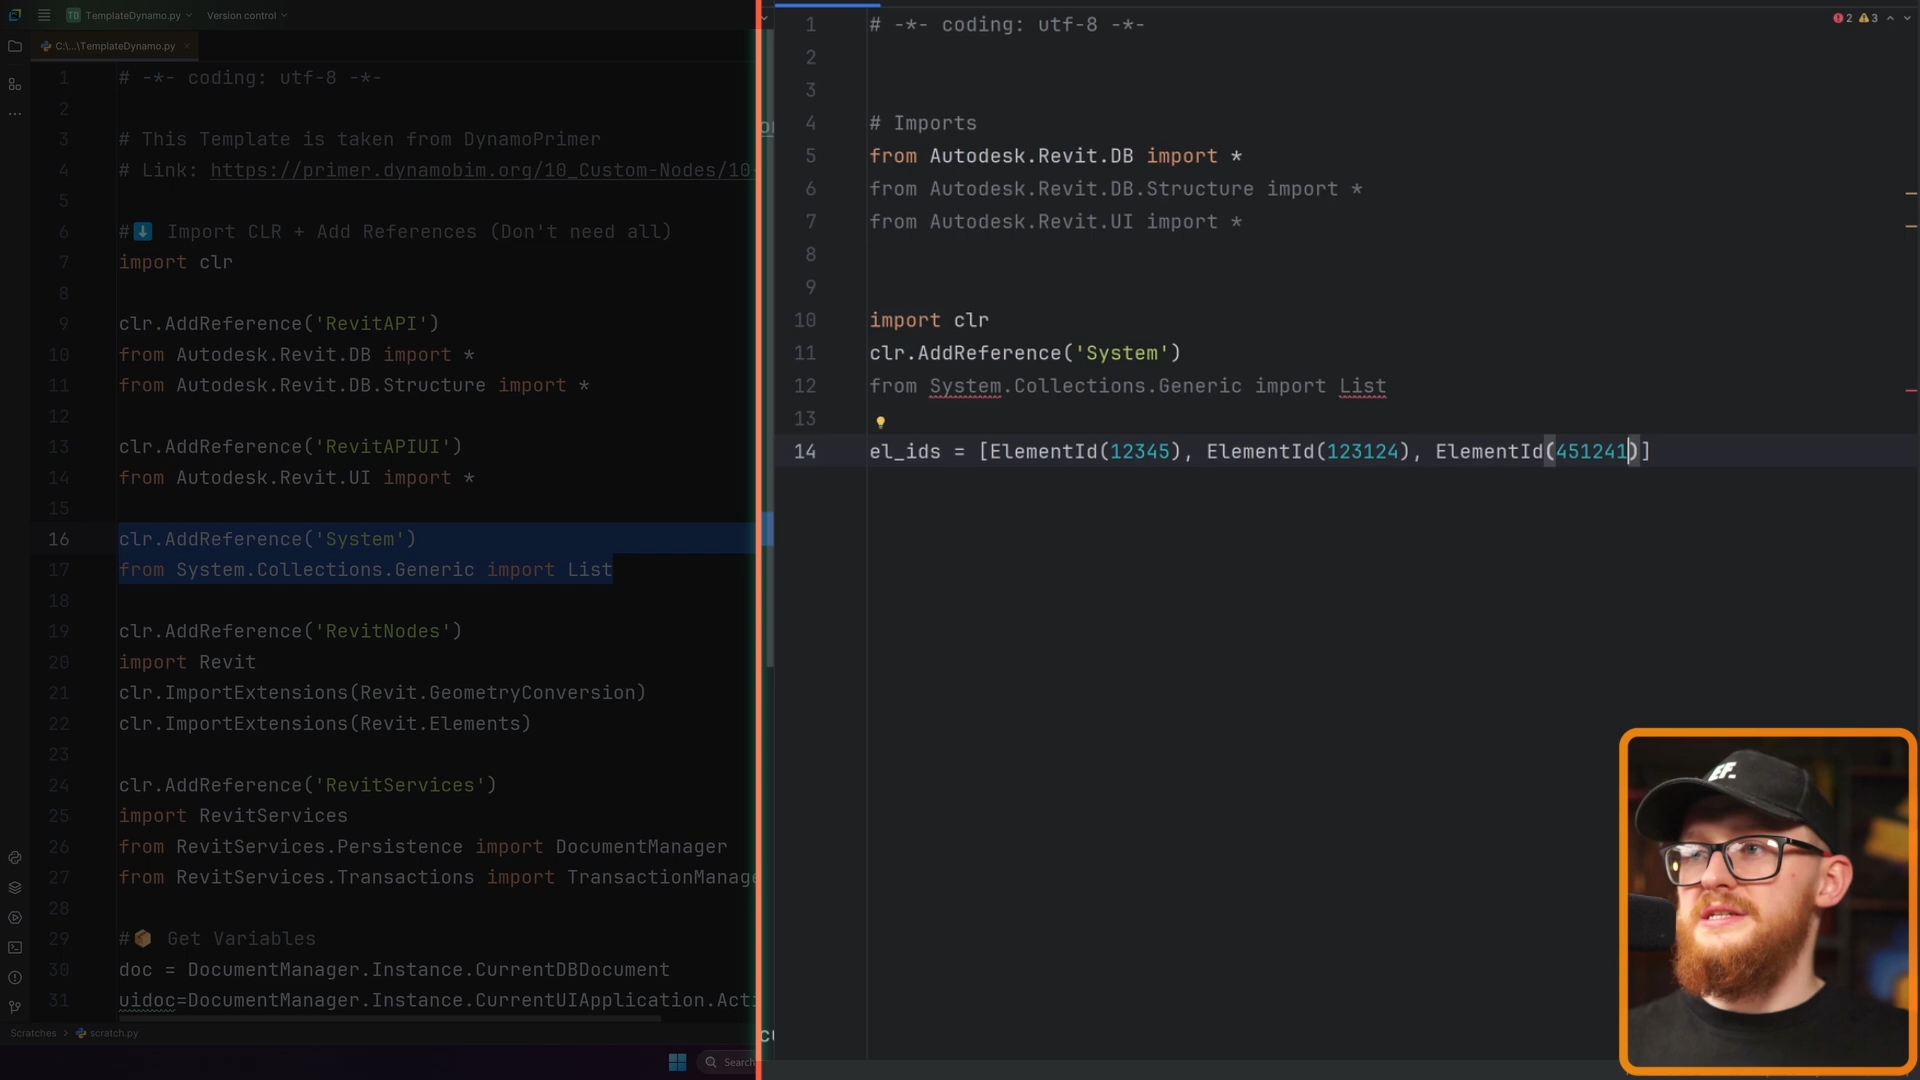 TD TemplateDynamo.py
Version control
C:\...\TemplateDynamo.py
1 # -*- coding: utf-8 -*-
2
3 # This Template is taken from DynamoPrimer
4 # Link: https://primer.dynamobim.org/10_Custom-Nodes/10-
5
6 #⬇️ Import CLR + Add References (Don't need all)
7 import clr
8
9 clr.AddReference('RevitAPI')
10 from Autodesk.Revit.DB import *
11 from Autodesk.Revit.DB.Structure import *
12
13 clr.AddReference('RevitAPIUI')
14 from Autodesk.Revit.UI import *
15
16 clr.AddReference('System')
17 from System.Collections.Generic import List
18
19 clr.AddReference('RevitNodes')
20 import Revit
21 clr.ImportExtensions(Revit.GeometryConversion)
22 clr.ImportExtensions(Revit.Elements)
23
24 clr.AddReference('RevitServices')
25 import RevitServices
26 from RevitServices.Persistence import DocumentManager
27 from RevitServices.Transactions import TransactionManage
28
29 #📦 Get Variables
30 doc = DocumentManager.Instance.CurrentDBDocument
31 uidoc=DocumentManager.Instance.CurrentUIApplication.Acti
Scratches > scratch.py
Search
1 # -*- coding: utf-8 -*-
2
3
4 # Imports
5 from Autodesk.Revit.DB import *
6 from Autodesk.Revit.DB.Structure import *
7 from Autodesk.Revit.UI import *
8
9
10 import clr
11 clr.AddReference('System')
12 from System.Collections.Generic import List
13
14 el_ids = [ElementId(12345), ElementId(123124), ElementId(451241)]
2 3
EF.